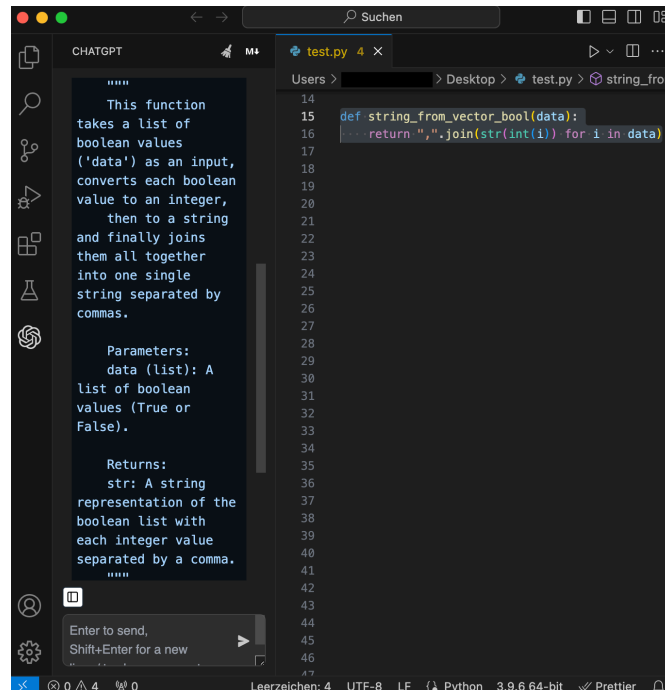 Suchen
CHATGPT
M↓
test.py 4 ×
Users > > Desktop > test.py > string_fro
"""
This function
takes a list of
boolean values
('data') as an input,
converts each boolean
value to an integer,
then to a string
and finally joins
them all together
into one single
string separated by
commas.
Parameters:
data (list): A
list of boolean
values (True or
False).
Returns:
str: A string
representation of the
boolean list with
each integer value
separated by a comma.
"""
Enter to send,
Shift+Enter for a new
14
15 def string_from_vector_bool(data):
16 ····return·",".join(str(int(i))·for·i·in·data)
17
18
19
20
21
22
23
24
25
26
27
28
29
30
31
32
33
34
35
36
37
38
39
40
41
42
43
44
45
46
47
0 4 0 Leerzeichen: 4 UTF-8 LF Python 3.9.6 64-bit Prettier